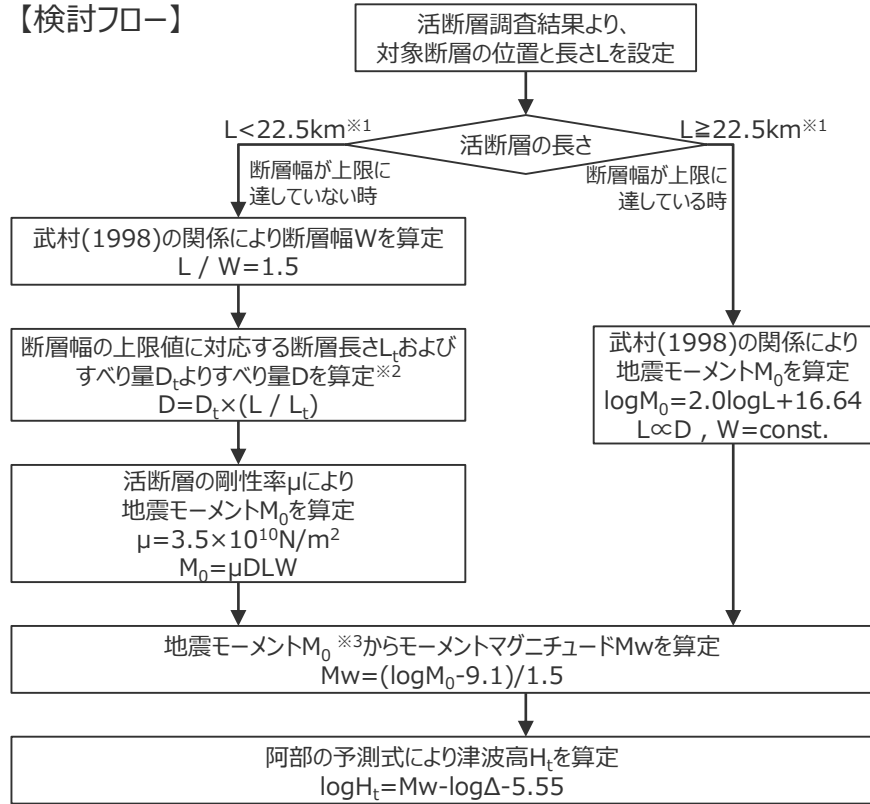 【検討フロー】
活断層調査結果より、
対象断層の位置と長さLを設定
L<22.5km※1
活断層の長さ
L≧22.5km※1
断層幅が上限に
達していない時
断層幅が上限に
達している時
武村(1998)の関係により断層幅Wを算定
L / W=1.5
断層幅の上限値に対応する断層長さLtおよび
すべり量Dtよりすべり量Dを算定※2
D=Dt×(L / Lt)
武村(1998)の関係により
地震モーメントM0を算定
logM0=2.0logL+16.64
L∝D , W=const.
活断層の剛性率μにより
地震モーメントM0を算定
μ=3.5×10¹⁰N/m²
M0=μDLW
地震モーメントM0 ※3からモーメントマグニチュードMwを算定
Mw=(logM0-9.1)/1.5
阿部の予測式により津波高Htを算定
logHt=Mw-logΔ-5.55